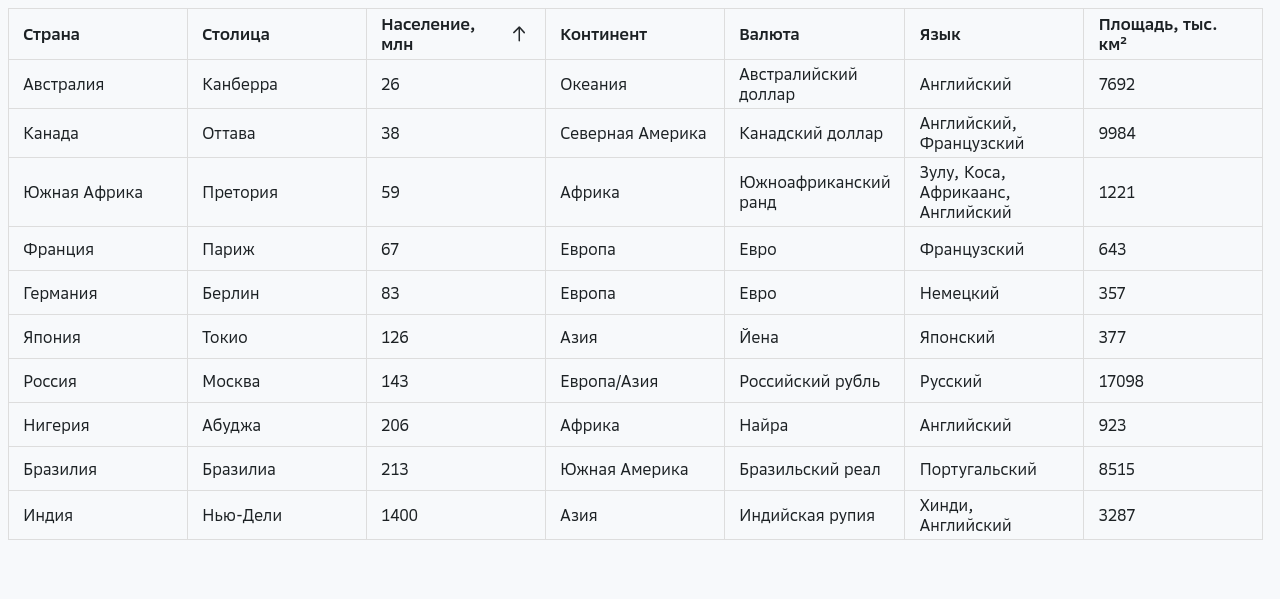 Страна Столица Население, млн Континент Валюта Язык Площадь, тыс. км²
Австралия Канберра 26 Океания Австралийский доллар Английский 7692
Канада Оттава 38 Северная Америка Канадский доллар Английский, Французский 9984
Южная Африка Претория 59 Африка Южноафриканский ранд Зулу, Коса, Африкаанс, Английский 1221
Франция Париж 67 Европа Евро Французский 643
Германия Берлин 83 Европа Евро Немецкий 357
Япония Токио 126 Азия Йена Японский 377
Россия Москва 143 Европа/Азия Российский рубль Русский 17098
Нигерия Абуджа 206 Африка Найра Английский 923
Бразилия Бразилиа 213 Южная Америка Бразильский реал Португальский 8515
Индия Нью-Дели 1400 Азия Индийская рупия Хинди, Английский 3287